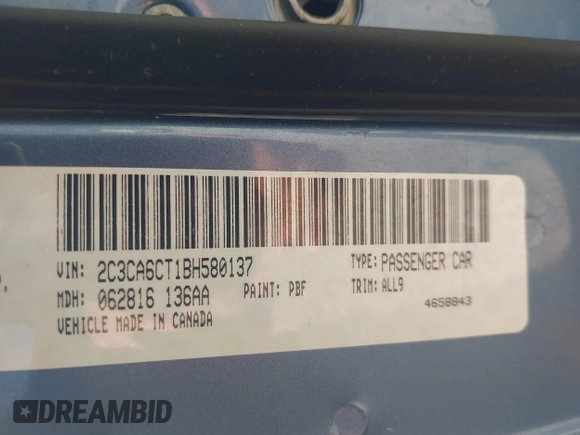 VIN: 2C3CA6CT1BH580137 TYPE: PASSENGER CAR
MDH: 062816 136AA PAINT: PBF TRIM: ALL9
VEHICLE MADE IN CANADA 4658843
DREAMBID